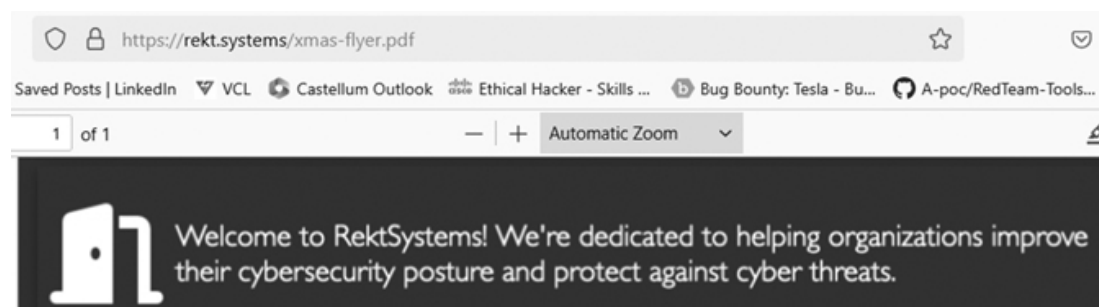 https://rekt.systems/xmas-flyer.pdf
Saved Posts | LinkedIn VCL Castellum Outlook Ethical Hacker - Skills ... Bug Bounty: Tesla - Bu... A-poc/RedTeam-Tools...
1 of 1 Automatic Zoom
Welcome to RektSystems! We're dedicated to helping organizations improve
their cybersecurity posture and protect against cyber threats.